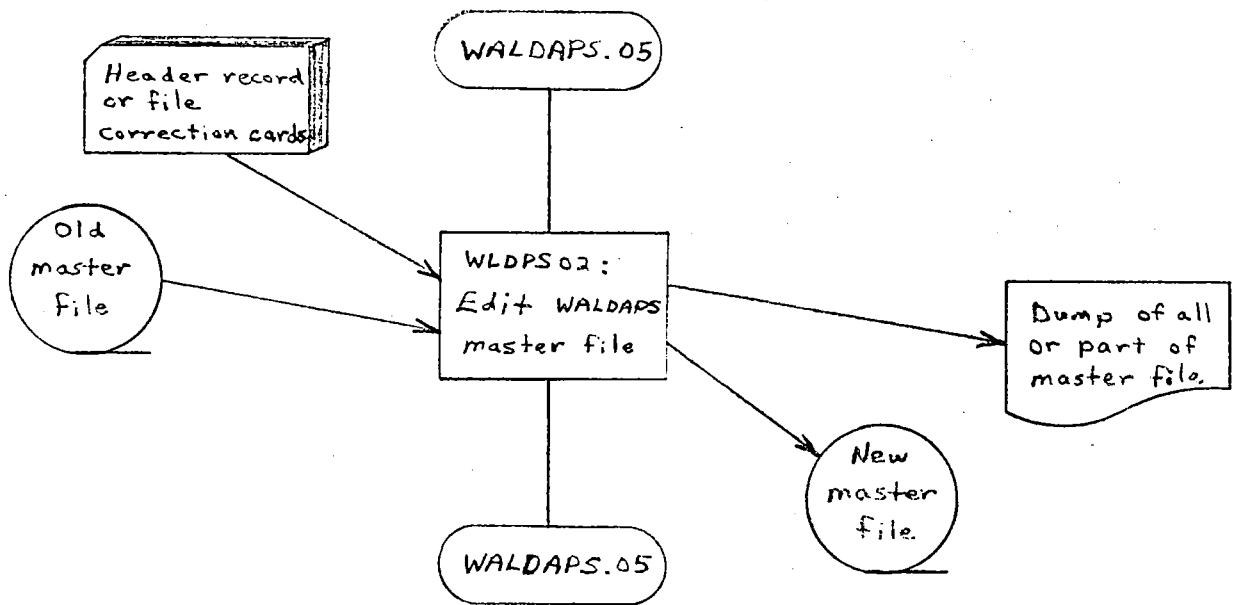 WALDAPS.05
Header record
or file
correction cards
Old
master
file
WLDPS02:
Edit WALDAPS
master file
Dump of all
or part of
master file.
New
master
file.
WALDAPS.05